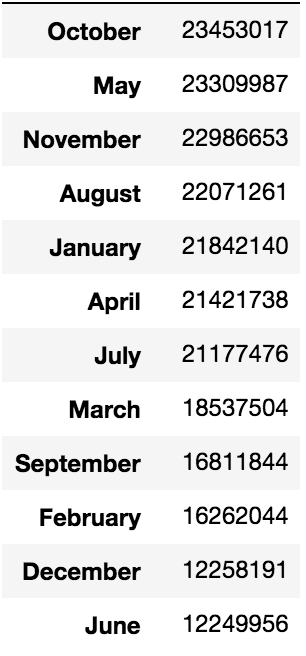 October 23453017
May 23309987
November 22986653
August 22071261
January 21842140
April 21421738
July 21177476
March 18537504
September 16811844
February 16262044
December 12258191
June 12249956